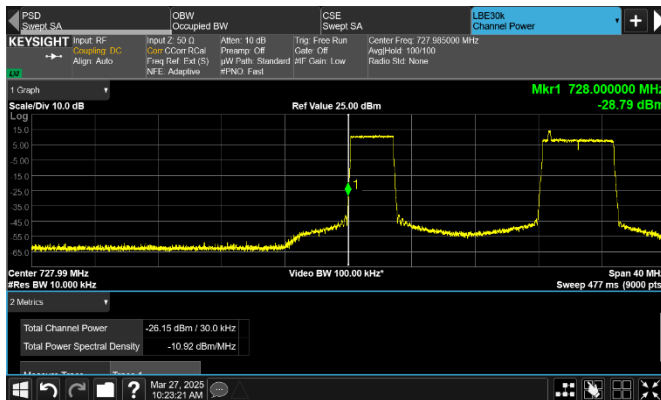 PSD
Swept SA
OBW
Occupied BW
CSE
Swept SA
LBE30k
Channel Power
KEYSIGHT
Input: RF
Coupling: DC
Align: Auto
Input Z: 50 Ω
Corr CCorr RCal
Freq Ref: Ext (S)
NFE: Adaptive
Atten: 10 dB
Preamp: Off
µW Path: Standard
#PNO: Fast
Trig: Free Run
Gate: Off
#IF Gain: Low
Center Freq: 727.985000 MHz
Avg|Hold: 100/100
Radio Std: None
LXI
1 Graph
Mkr1 728.000000 MHz
Scale/Div 10.0 dB
Ref Value 25.00 dBm
-28.79 dBm
Log
15.0
5.00
-5.00
-15.0
-25.0
-35.0
-45.0
-55.0
-65.0
1
Center 727.99 MHz
Video BW 100.00 kHz*
Span 40 MHz
#Res BW 10.000 kHz
Sweep 477 ms (9000 pts)
2 Metrics
Total Channel Power -26.15 dBm / 30.0 kHz
Total Power Spectral Density -10.92 dBm/MHz
Mar 27, 2025
10:23:21 AM